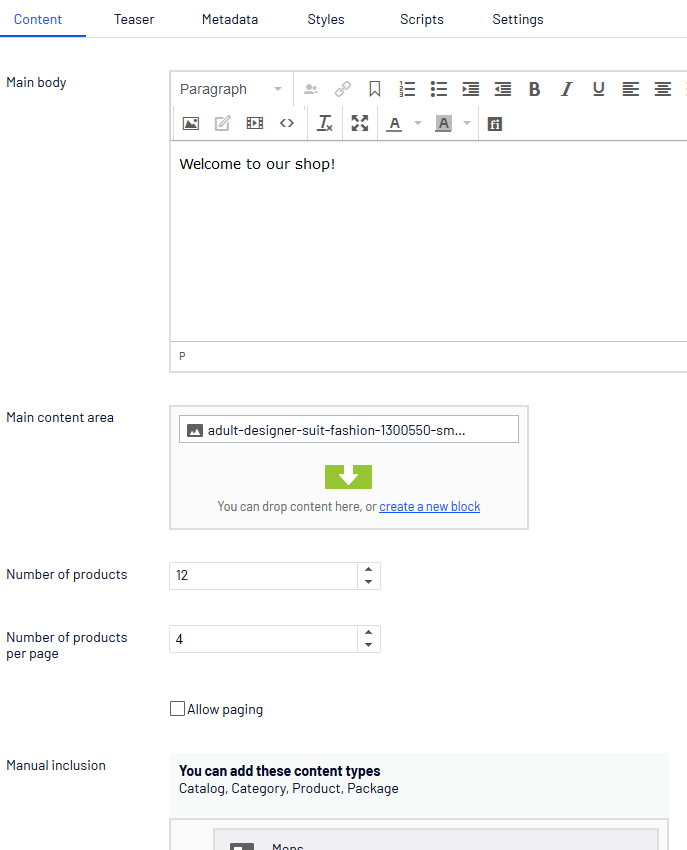 Content Teaser Metadata Styles Scripts Settings
Main body
Paragraph
B I U
A A
Welcome to our shop!
P
Main content area
adult-designer-suit-fashion-1300550-sm...
You can drop content here, or create a new block
Number of products
12
Number of products
per page
4
Allow paging
Manual inclusion
You can add these content types
Catalog, Category, Product, Package
Mens